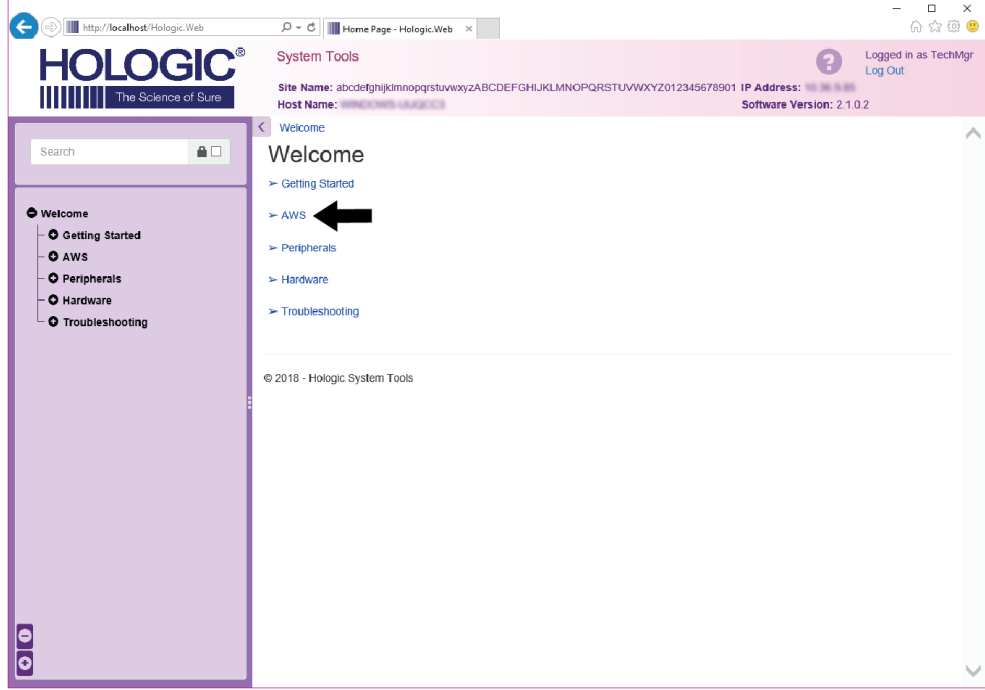 http://localhost/Hologic.Web
Home Page - Hologic.Web
HOLOGIC®
The Science of Sure
System Tools
Logged in as TechMgr
Log Out
Site Name: abcdefghijklmnopqrstuvwxyzABCDEFGHIJKLMNOPQRSTUVWXYZ012345678901 IP Address:
Host Name:
Software Version: 2.1.0.2
Search
Welcome
Getting Started
AWS
Peripherals
Hardware
Troubleshooting
Welcome
Welcome
➢ Getting Started
➢ AWS
➢ Peripherals
➢ Hardware
➢ Troubleshooting
© 2018 - Hologic System Tools